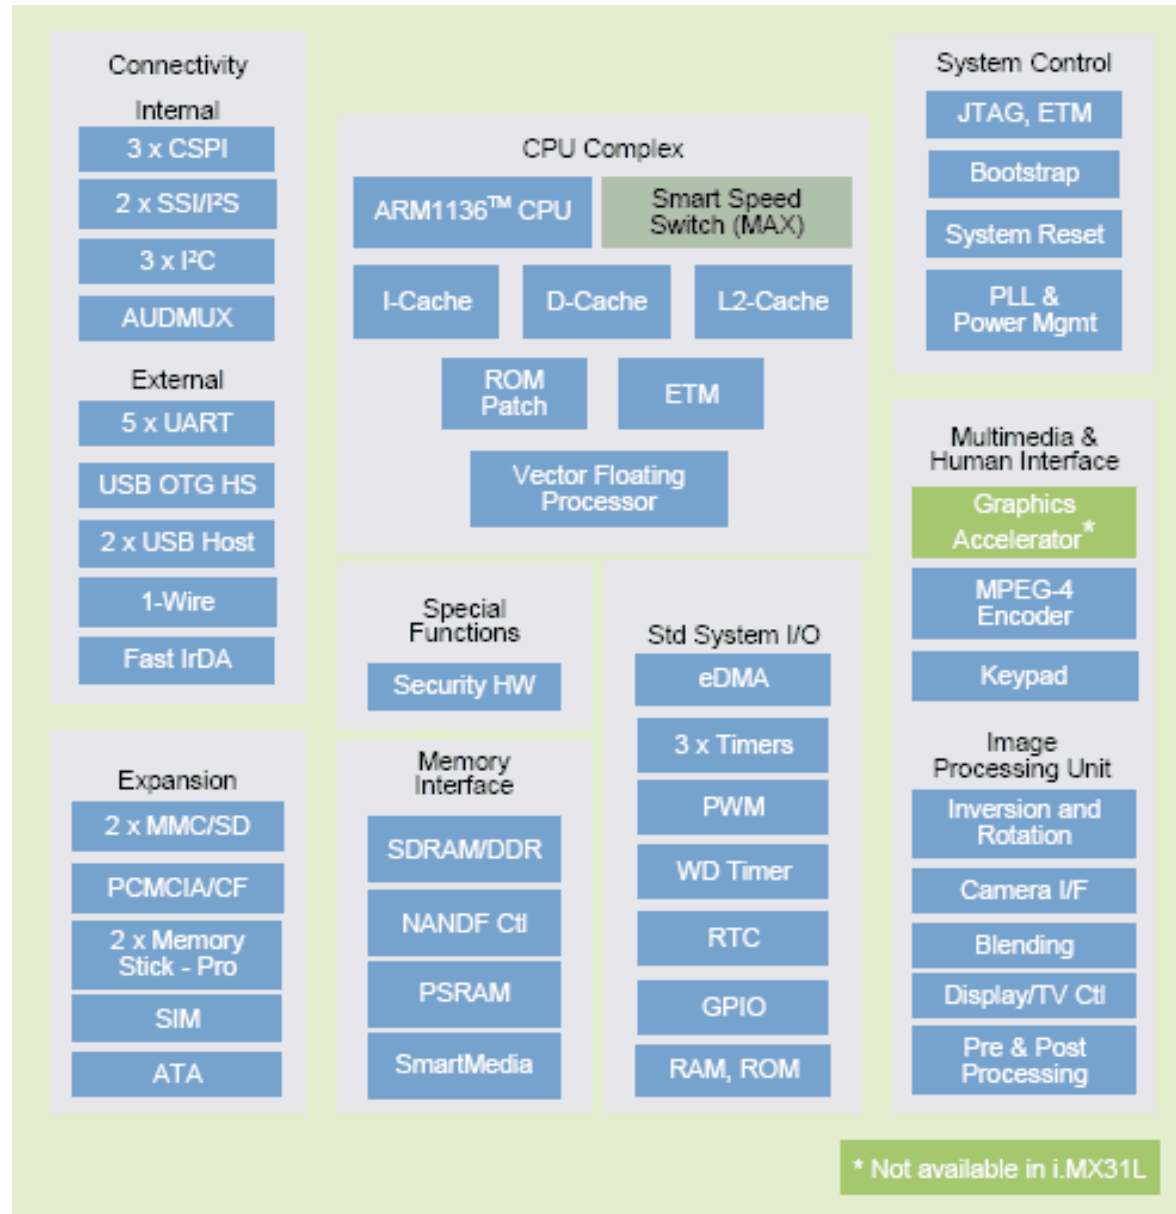 Connectivity
Internal
3 x CSPI
2 x SSI/I²S
3 x I²C
AUDMUX
External
5 x UART
USB OTG HS
2 x USB Host
1-Wire
Fast IrDA
Expansion
2 x MMC/SD
PCMCIA/CF
2 x Memory
Stick - Pro
SIM
ATA
CPU Complex
ARM1136™ CPU
Smart Speed
Switch (MAX)
I-Cache
D-Cache
L2-Cache
ROM
Patch
ETM
Vector Floating
Processor
Special
Functions
Security HW
Memory
Interface
SDRAM/DDR
NANDF Ctl
PSRAM
SmartMedia
Std System I/O
eDMA
3 x Timers
PWM
WD Timer
RTC
GPIO
RAM, ROM
System Control
JTAG, ETM
Bootstrap
System Reset
PLL &
Power Mgmt
Multimedia &
Human Interface
Graphics
Accelerator*
MPEG-4
Encoder
Keypad
Image
Processing Unit
Inversion and
Rotation
Camera I/F
Blending
Display/TV Ctl
Pre & Post
Processing
* Not available in i.MX31L